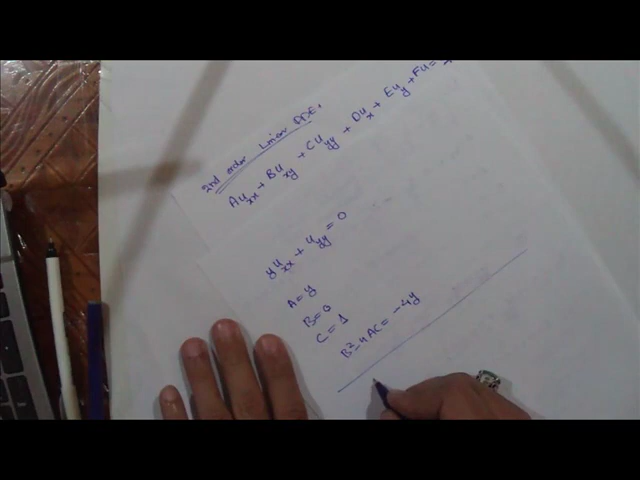 2nd order Linear PDE,
Au_xx + Bu_xy + Cu_yy + Du_x + Eu_y + Fu =
yu_xx + u_yy = 0
A = y
B = 0
C = 1
B² - 4AC = -4y